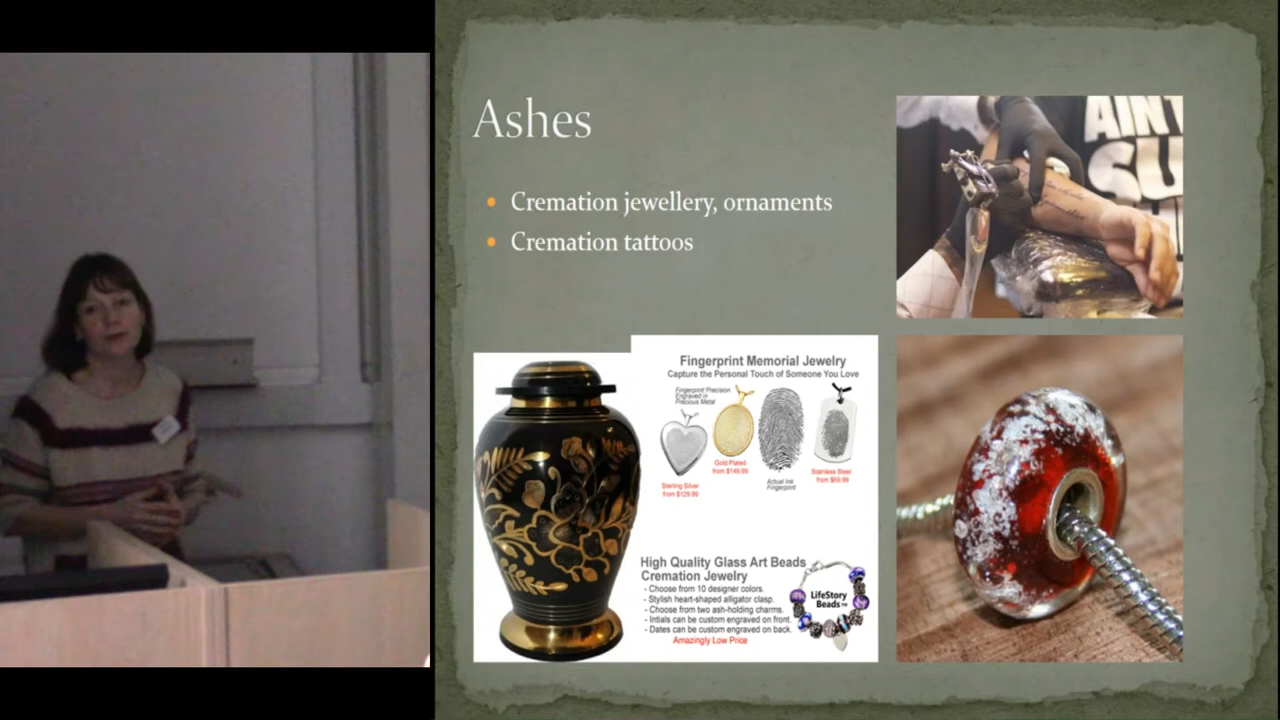 Ashes
Cremation jewellery, ornaments
Cremation tattoos
AINT
SU
Fingerprint Memorial Jewelry
Capture the Personal Touch of Someone You Love
Fingerprint Precision
Engraved in
Precious Metal
Sterling Silver
from $129.99
Gold Plated
from $149.99
Actual Ink
Fingerprint
Stainless Steel
from $69.99
High Quality Glass Art Beads
Cremation Jewelry
- Choose from 10 designer colors.
- Stylish heart-shaped alligator clasp.
- Choose from two ash-holding charms.
- Intials can be custom engraved on front.
- Dates can be custom engraved on back.
Amazingly Low Price
LifeStory
Beads™